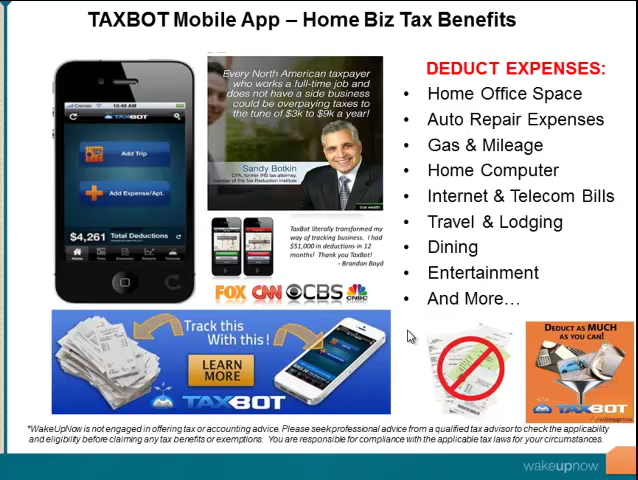 TAXBOT Mobile App – Home Biz Tax Benefits
Carrier 10:48 AM
TAXBOT
Add Trip
Add Expense/Apt.
$4,261 Total Deductions
Every North American taxpayer
who works a full-time job and
does not have a side business
could be overpaying taxes to
the tune of $3k to $9k a year!
Sandy Botkin
CPA, former IRS tax attorney,
founder of the Tax Reduction Institute
TaxBot literally transformed my
way of tracking business. I had
$51,000 in deductions in 12
months! Thank you TaxBot!
- Brandon Boyd
FOX CNN CBS CNBC
DEDUCT EXPENSES:
• Home Office Space
• Auto Repair Expenses
• Gas & Mileage
• Home Computer
• Internet & Telecom Bills
• Travel & Lodging
• Dining
• Entertainment
• And More…
Track this
With this!
LEARN
MORE
TAXBOT
DEDUCT AS MUCH
AS YOU CAN!
TAXBOT
wakeupnow
*WakeUpNow is not engaged in offering tax or accounting advice. Please seek professional advice from a qualified tax advisor to check the applicability
and eligibility before claiming any tax benefits or exemptions. You are responsible for compliance with the applicable tax laws for your circumstances.
wakeupnow